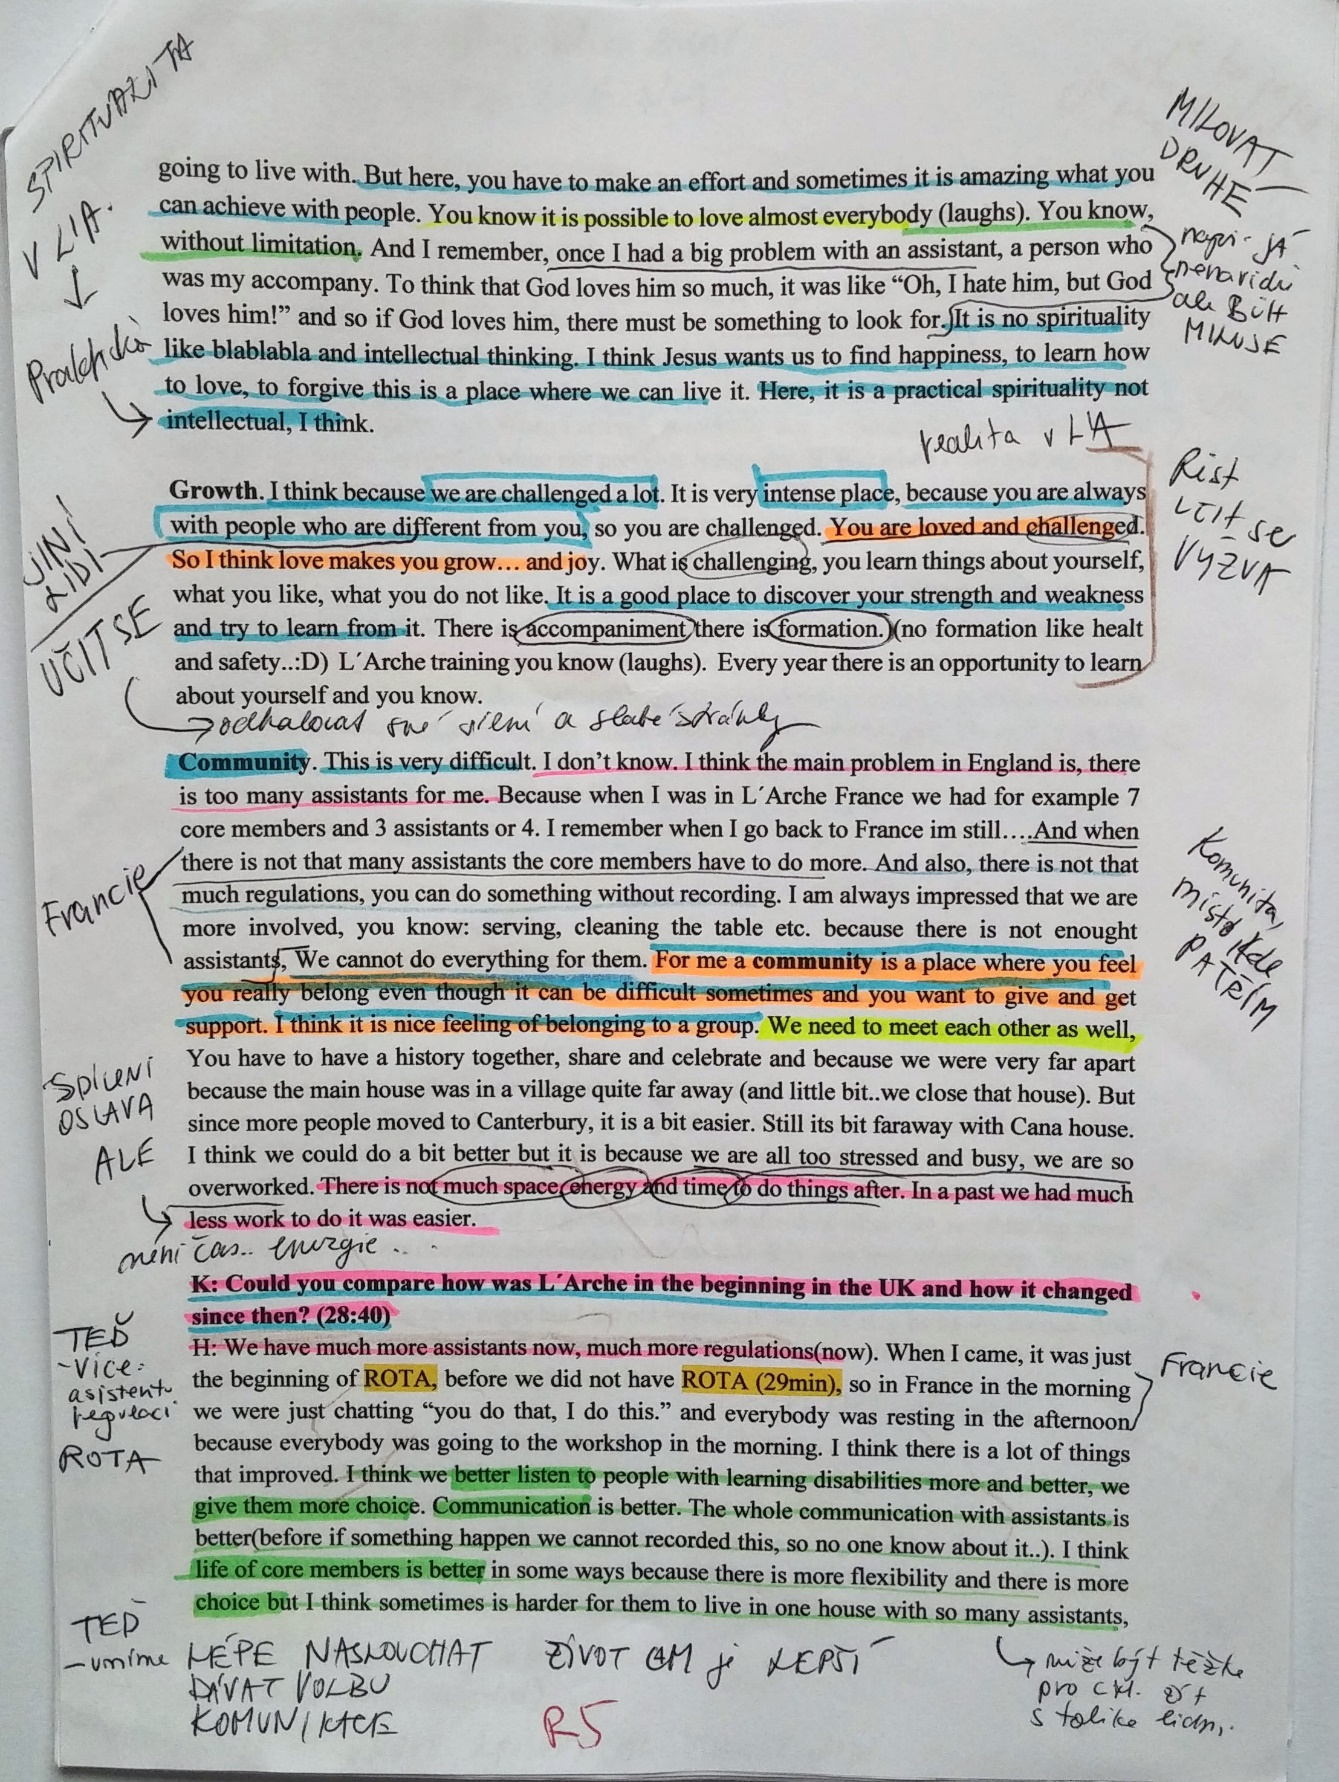 SPIRITUALITA
V L'A.
Praktická
MILOVAT
DRUHÉ
např. já
nenávidím
ale Bůh
MILUJE
going to live with. But here, you have to make an effort and sometimes it is amazing what you
can achieve with people. You know it is possible to love almost everybody (laughs). You know,
without limitation. And I remember, once I had a big problem with an assistant, a person who
was my accompany. To think that God loves him so much, it was like “Oh, I hate him, but God
loves him!” and so if God loves him, there must be something to look for. It is no spirituality
like blablabla and intellectual thinking. I think Jesus wants us to find happiness, to learn how
to love, to forgive this is a place where we can live it. Here, it is a practical spirituality not
intellectual, I think.
realita v L'A
JINÍ
LIDI
UČIT SE
Růst
učit se
VÝZVA
Growth. I think because we are challenged a lot. It is very intense place, because you are always
with people who are different from you, so you are challenged. You are loved and challenged.
So I think love makes you grow… and joy. What is challenging, you learn things about yourself,
what you like, what you do not like. It is a good place to discover your strength and weakness
and try to learn from it. There is accompaniment there is formation. (no formation like healt
and safety..:D) L´Arche training you know (laughs). Every year there is an opportunity to learn
about yourself and you know.
odhalovat své silné a slabé stránky
Community. This is very difficult. I don’t know. I think the main problem in England is, there
is too many assistants for me. Because when I was in L´Arche France we had for example 7
core members and 3 assistants or 4. I remember when I go back to France im still….And when
there is not that many assistants the core members have to do more. And also, there is not that
much regulations, you can do something without recording. I am always impressed that we are
more involved, you know: serving, cleaning the table etc. because there is not enought
assistants, We cannot do everything for them. For me a community is a place where you feel
you really belong even though it can be difficult sometimes and you want to give and get
support. I think it is nice feeling of belonging to a group. We need to meet each other as well,
You have to have a history together, share and celebrate and because we were very far apart
because the main house was in a village quite far away (and little bit..we close that house). But
since more people moved to Canterbury, it is a bit easier. Still its bit faraway with Cana house.
I think we could do a bit better but it is because we are all too stressed and busy, we are so
overworked. There is not much space energy and time to do things after. In a past we had much
less work to do it was easier.
Francie
Komunita,
místo kde
PATŘÍM
SDÍLENÍ
OSLAVA
ALE
není čas.. energie ...
K: Could you compare how was L´Arche in the beginning in the UK and how it changed
since then? (28:40)
H: We have much more assistants now, much more regulations(now). When I came, it was just
the beginning of ROTA, before we did not have ROTA (29min), so in France in the morning
we were just chatting “you do that, I do this.” and everybody was resting in the afternoon
because everybody was going to the workshop in the morning. I think there is a lot of things
that improved. I think we better listen to people with learning disabilities more and better, we
give them more choice. Communication is better. The whole communication with assistants is
better(before if something happen we cannot recorded this, so no one know about it..). I think
life of core members is better in some ways because there is more flexibility and there is more
choice but I think sometimes is harder for them to live in one house with so many assistants,
TEĎ
- více:
asistentů
regulací
ROTA
Francie
TEĎ
- umíme LÉPE NASLOUCHAT
DÁVAT VOLBU
KOMUNIKACE
ŽIVOT CM je LEPŠÍ
může být těžké
pro čl. žít
s tolika lidmi
R5